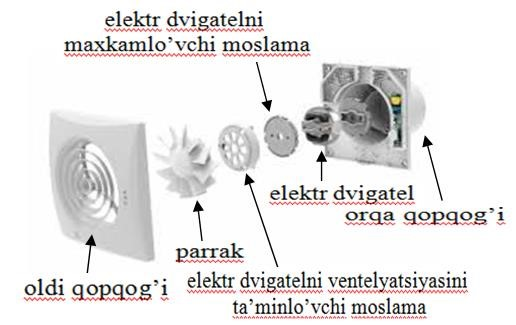 elektr dvigatelni
maxkamlo’vchi moslama
elektr dvigatel
orqa qopqog’i
parrak
oldi qopqog’i
elektr dvigatelni ventelyatsiyasini
ta’minlo’vchi moslama